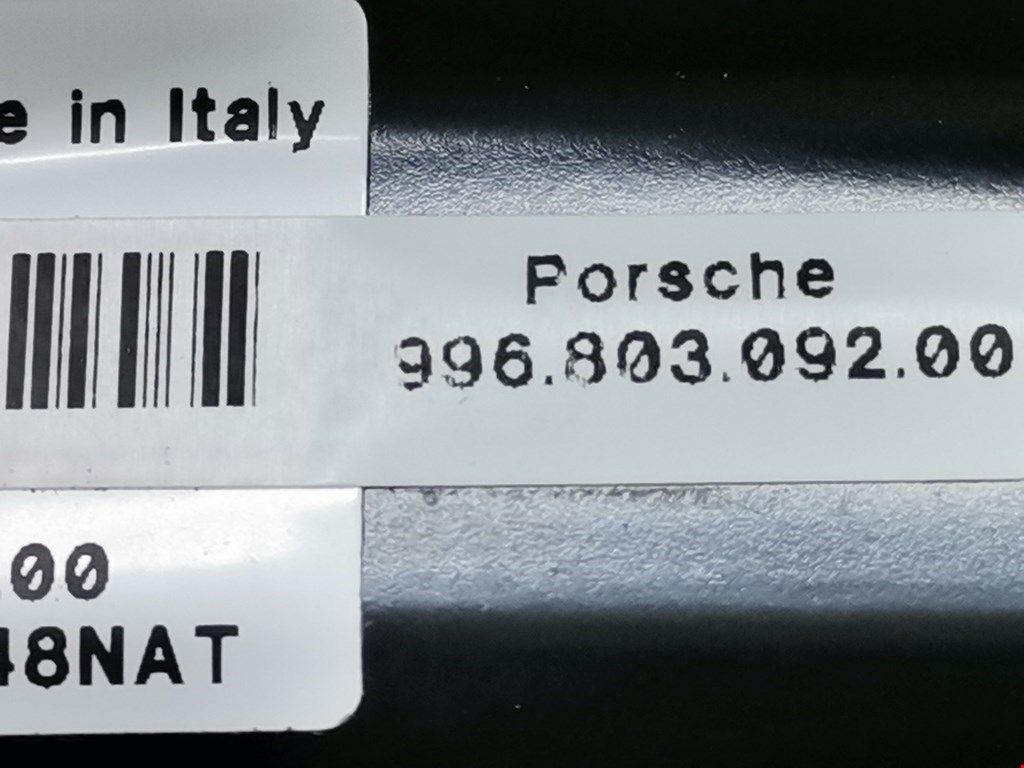 in Italy
Porsche
996.803.092.00
.00
48NAT